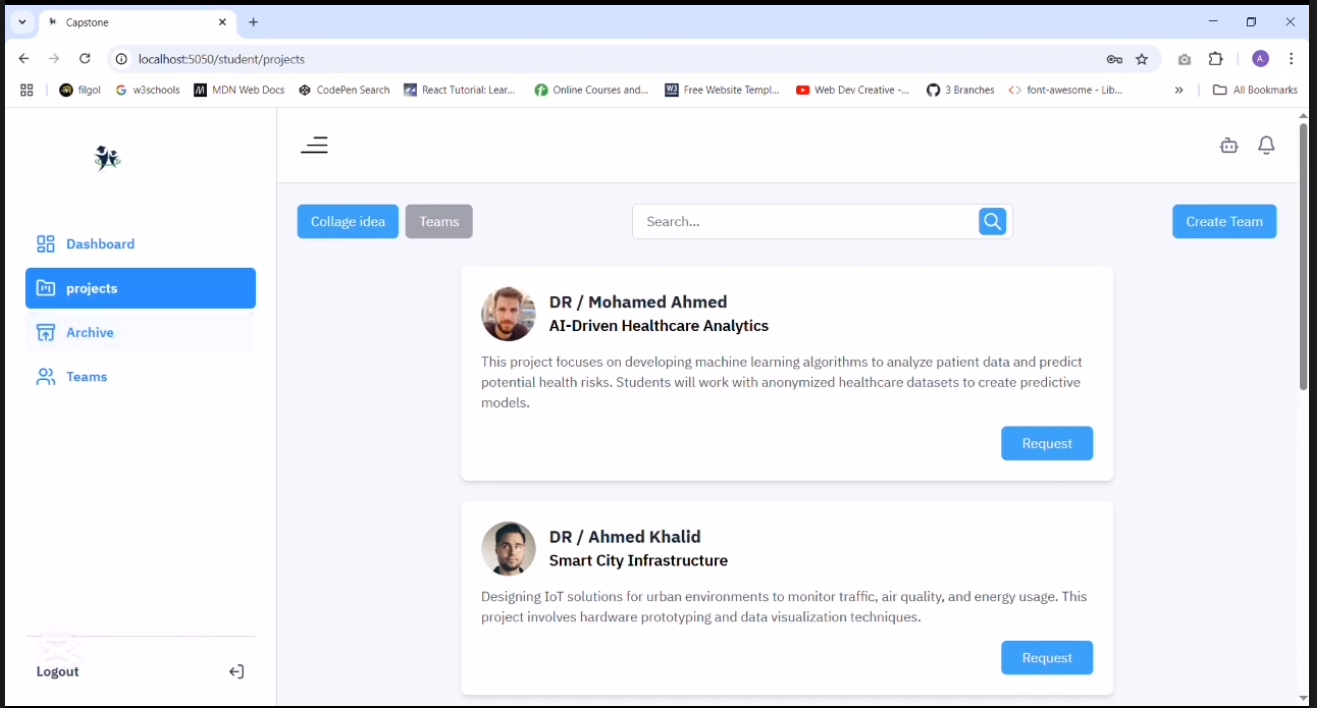 Capstone
localhost:5050/student/projects
A
filgol
w3schools
MDN Web Docs
CodePen Search
React Tutorial: Lear...
Online Courses and...
Free Website Templ...
Web Dev Creative -...
3 Branches
font-awesome - Lib...
»
All Bookmarks
Dashboard
projects
Archive
Teams
Logout
Collage idea
Teams
Search...
Create Team
DR / Mohamed Ahmed
AI-Driven Healthcare Analytics
This project focuses on developing machine learning algorithms to analyze patient data and predict
potential health risks. Students will work with anonymized healthcare datasets to create predictive
models.
Request
DR / Ahmed Khalid
Smart City Infrastructure
Designing IoT solutions for urban environments to monitor traffic, air quality, and energy usage. This
project involves hardware prototyping and data visualization techniques.
Request